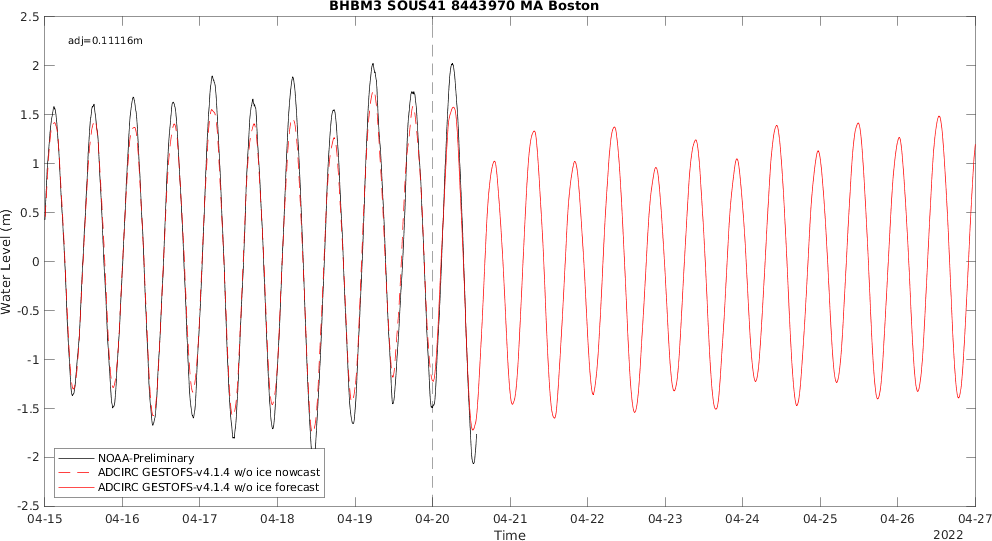 BHBM3 SOUS41 8443970 MA Boston
adj=0.11116m
2.5
2
1.5
1
0.5
0
-0.5
-1
-1.5
-2
-2.5
Water Level (m)
NOAA-Preliminary
ADCIRC GESTOFS-v4.1.4 w/o ice nowcast
ADCIRC GESTOFS-v4.1.4 w/o ice forecast
04-15 04-16 04-17 04-18 04-19 04-20 04-21 04-22 04-23 04-24 04-25 04-26 04-27
Time
2022